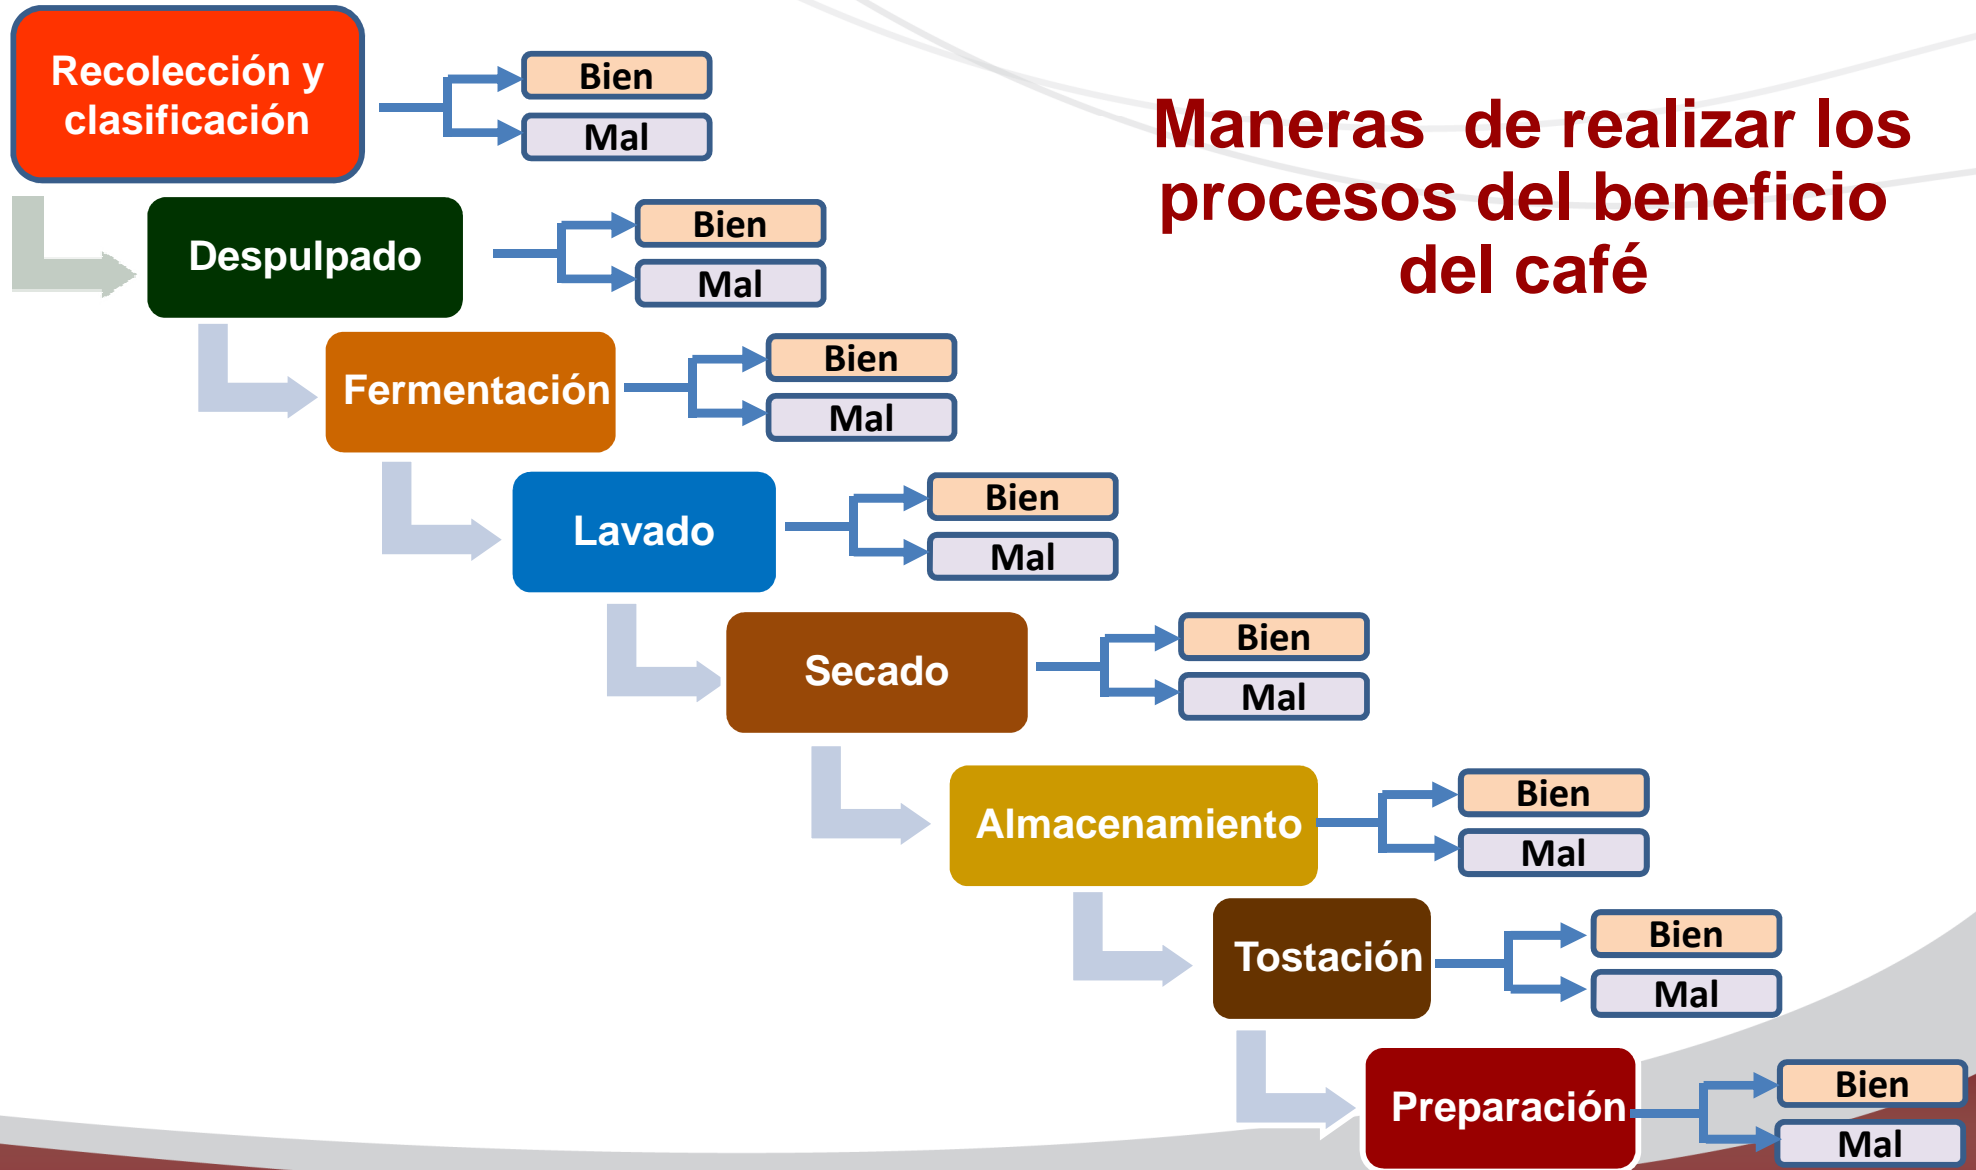 Recolección y
clasificación
Bien
Mal
Maneras de realizar los
procesos del beneficio
del café
Despulpado
Bien
Mal
Fermentación
Bien
Mal
Lavado
Bien
Mal
Secado
Bien
Mal
Almacenamiento
Bien
Mal
Tostación
Bien
Mal
Preparación
Bien
Mal